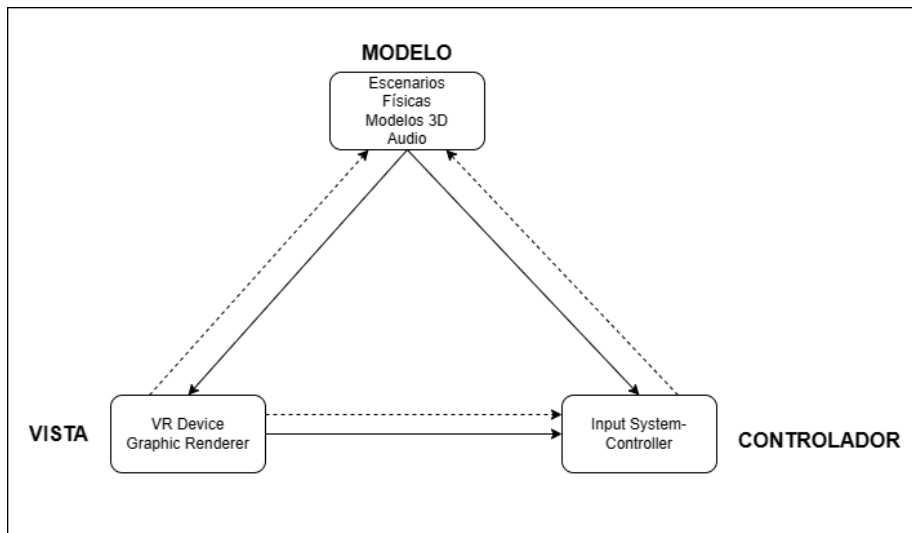 MODELO
Escenarios
Físicas
Modelos 3D
Audio
VISTA
VR Device
Graphic Renderer
Input System-
Controller
CONTROLADOR